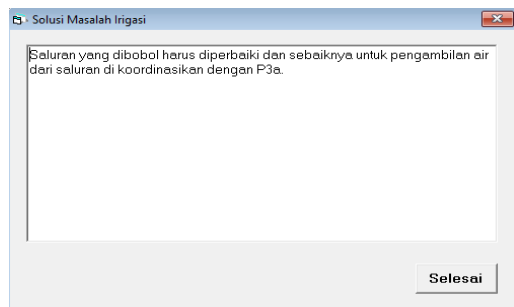 Solusi Masalah Irigasi
Saluran yang dibobol harus diperbaiki dan sebaiknya untuk pengambilan air
dari saluran di koordinasikan dengan P3a.
Selesai